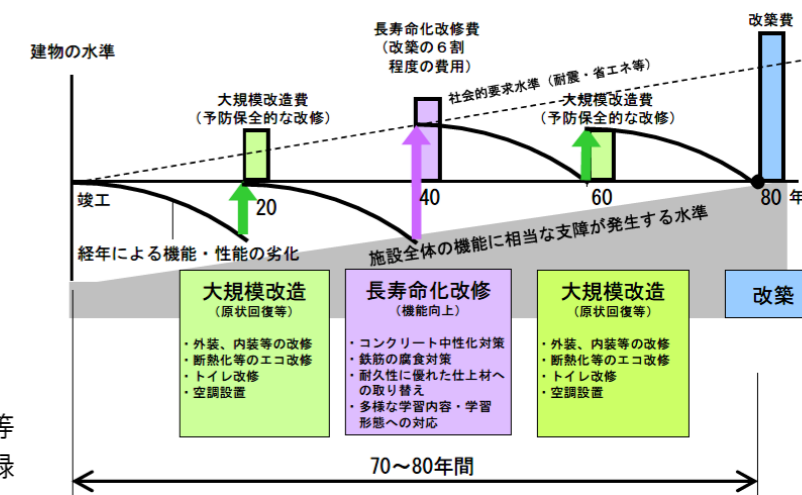 改築費
長寿命化改修費
（改築の６割
程度の費用）
建物の水準
社会的要求水準（耐震・省エネ等）
大規模改造費
（予防保全的な改修）
大規模改造費
（予防保全的な改修）
竣工
20
40
60
80 年
経年による機能・性能の劣化
施設全体の機能に相当な支障が発生する水準
大規模改造
（原状回復等）
・外装、内装等の改修
・断熱化等のエコ改修
・トイレ改修
・空調設置
長寿命化改修
（機能向上）
・コンクリート中性化対策
・鉄筋の腐食対策
・耐久性に優れた仕上材へ
の取り替え
・多様な学習内容・学習
形態への対応
大規模改造
（原状回復等）
・外装、内装等の改修
・断熱化等のエコ改修
・トイレ改修
・空調設置
改築
等
録
70～80年間